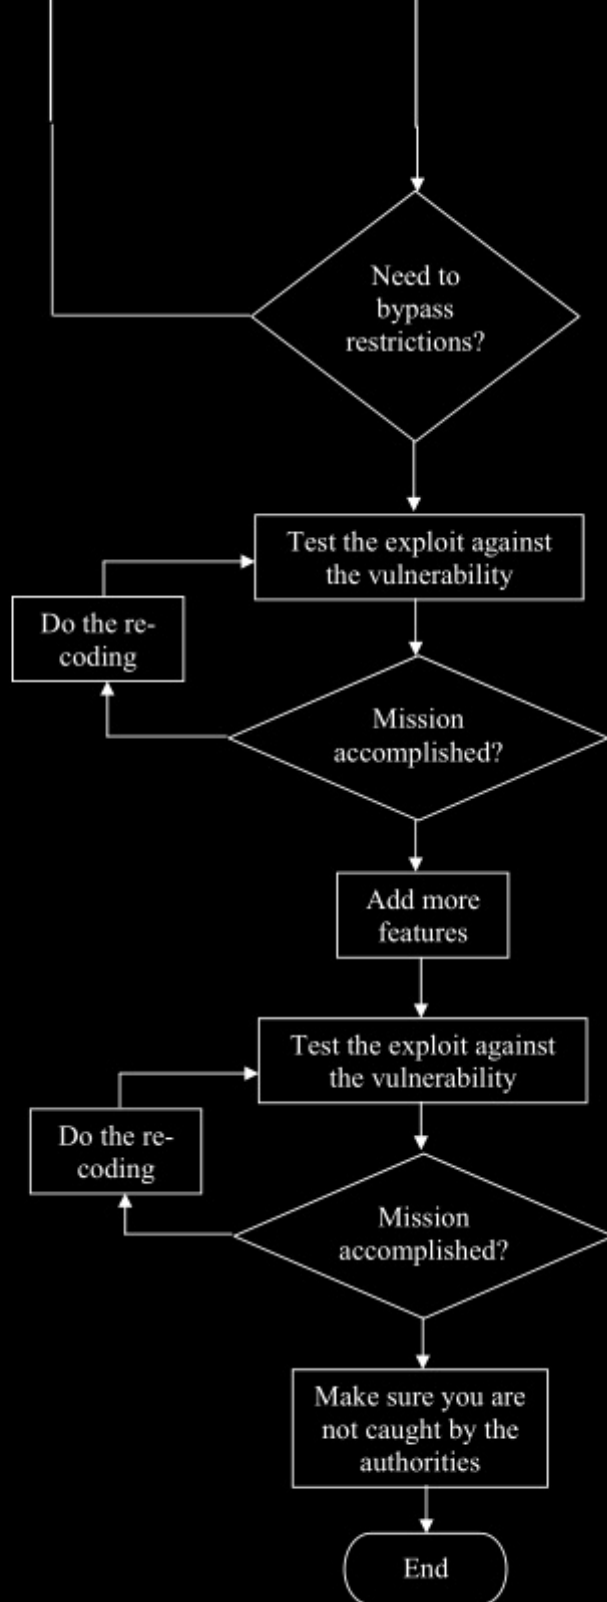 Need to
bypass
restrictions?
Test the exploit against
the vulnerability
Do the re-
coding
Mission
accomplished?
Add more
features
Test the exploit against
the vulnerability
Do the re-
coding
Mission
accomplished?
Make sure you are
not caught by the
authorities
End